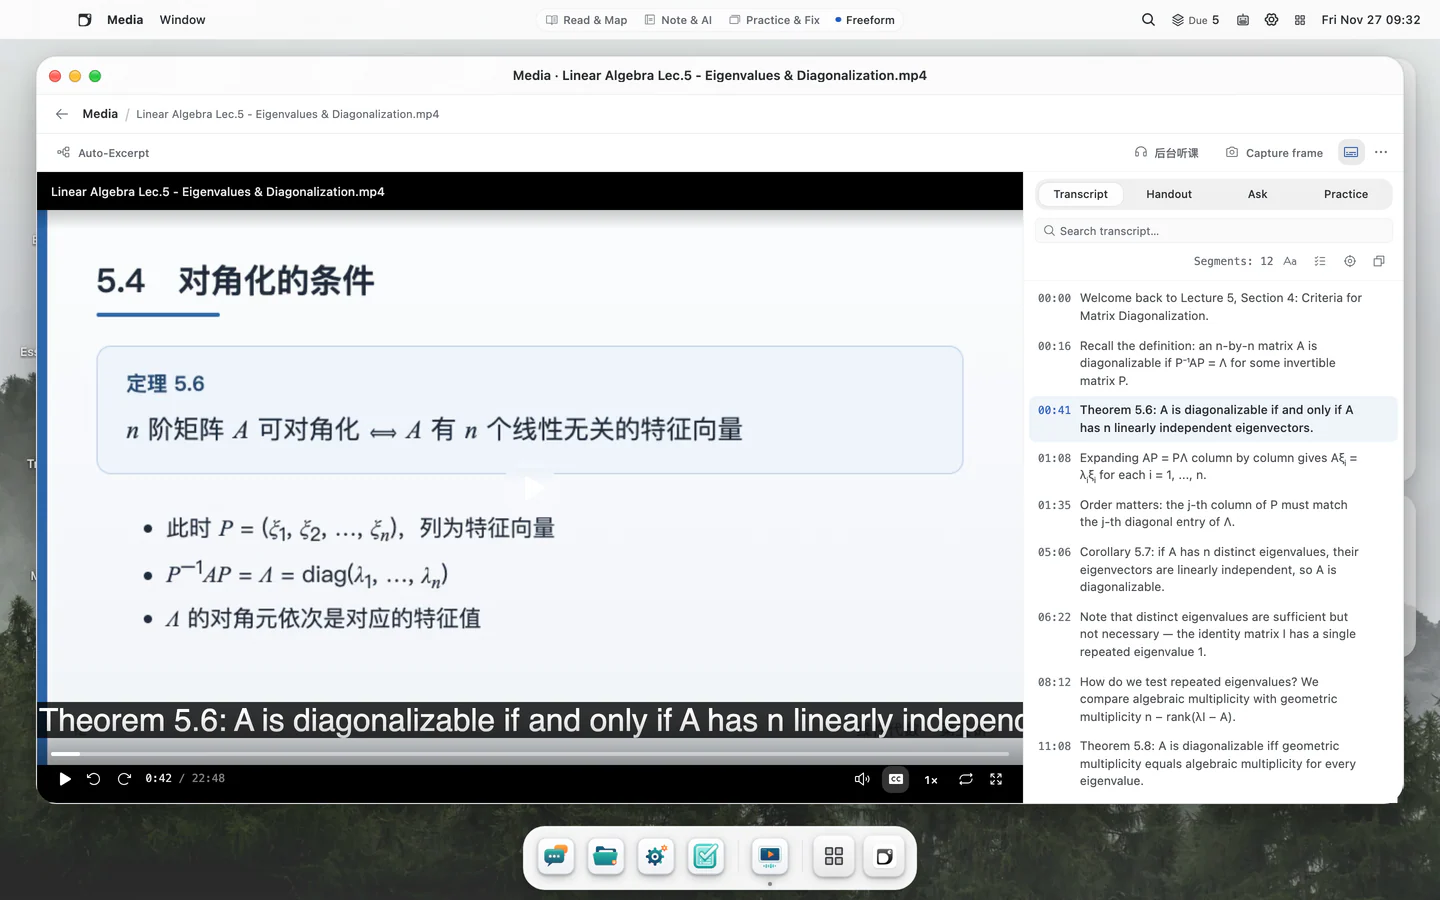 Media Window Read & Map Note & AI Practice & Fix Freeform Due 5 Fri Nov 27 09:32
Media · Linear Algebra Lec.5 - Eigenvalues & Diagonalization.mp4
Media / Linear Algebra Lec.5 - Eigenvalues & Diagonalization.mp4
Auto-Excerpt 后台听课 Capture frame
Linear Algebra Lec.5 - Eigenvalues & Diagonalization.mp4
5.4 对角化的条件
定理 5.6
n 阶矩阵 A 可对角化 ⟺ A 有 n 个线性无关的特征向量
• 此时 P = (ξ₁, ξ₂, …, ξₙ), 列为特征向量
• P⁻¹AP = Λ = diag(λ₁, …, λₙ)
• Λ 的对角元依次是对应的特征值
Theorem 5.6: A is diagonalizable if and only if A has n linearly independ
0:42 / 22:48 CC 1×
Transcript Handout Ask Practice
Search transcript...
Segments: 12 Aa
00:00 Welcome back to Lecture 5, Section 4: Criteria for
Matrix Diagonalization.
00:16 Recall the definition: an n-by-n matrix A is
diagonalizable if P⁻¹AP = Λ for some invertible
matrix P.
00:41 Theorem 5.6: A is diagonalizable if and only if A
has n linearly independent eigenvectors.
01:08 Expanding AP = PΛ column by column gives Aξᵢ =
λᵢξᵢ for each i = 1, ..., n.
01:35 Order matters: the j-th column of P must match
the j-th diagonal entry of Λ.
05:06 Corollary 5.7: if A has n distinct eigenvalues, their
eigenvectors are linearly independent, so A is
diagonalizable.
06:22 Note that distinct eigenvalues are sufficient but
not necessary — the identity matrix I has a single
repeated eigenvalue 1.
08:12 How do we test repeated eigenvalues? We
compare algebraic multiplicity with geometric
multiplicity n − rank(λI − A).
11:08 Theorem 5.8: A is diagonalizable iff geometric
multiplicity equals algebraic multiplicity for every
eigenvalue.